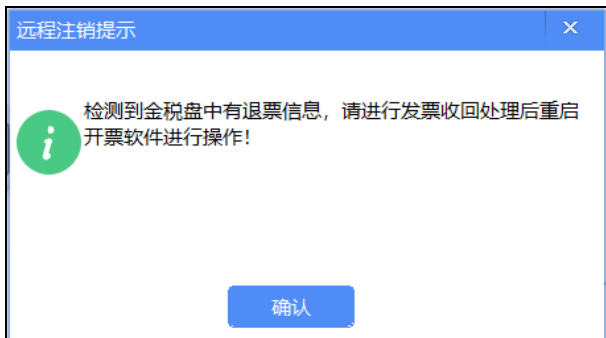 远程注销提示
检测到金税盘中有退票信息，请进行发票收回处理后重启
开票软件进行操作！
确认